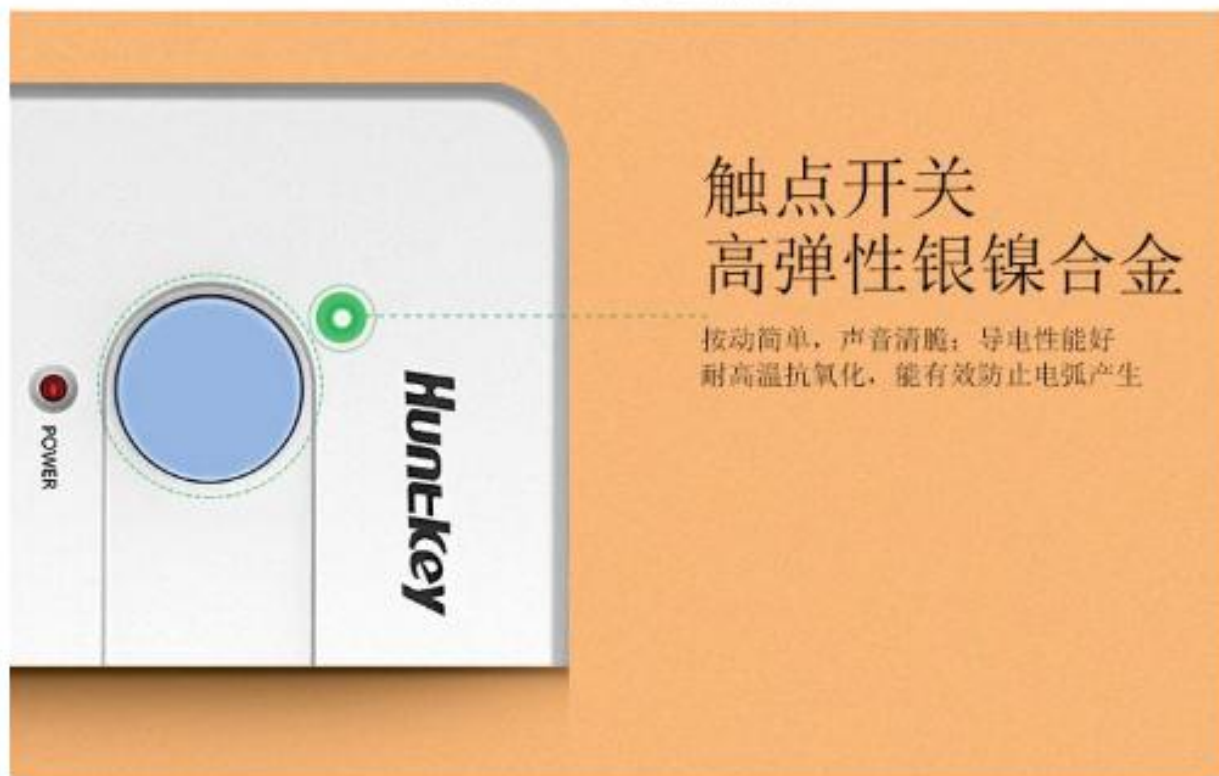 触点开关
高弹性银镍合金
按动简单，声音清脆；导电性能好
耐高温抗氧化，能有效防止电弧产生
POWER
Huntkey